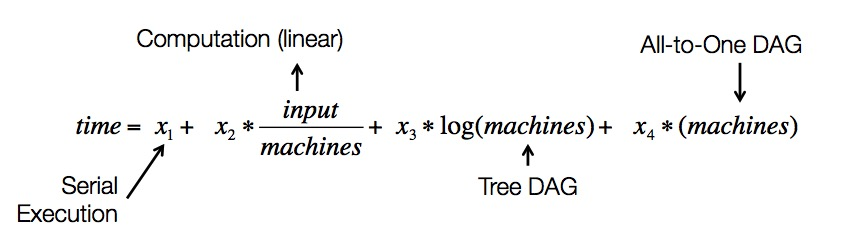 Computation (linear)
All-to-One DAG
time = x₁ + x₂ * input/machines + x₃ * log(machines) + x₄ * (machines)
Serial
Execution
Tree DAG